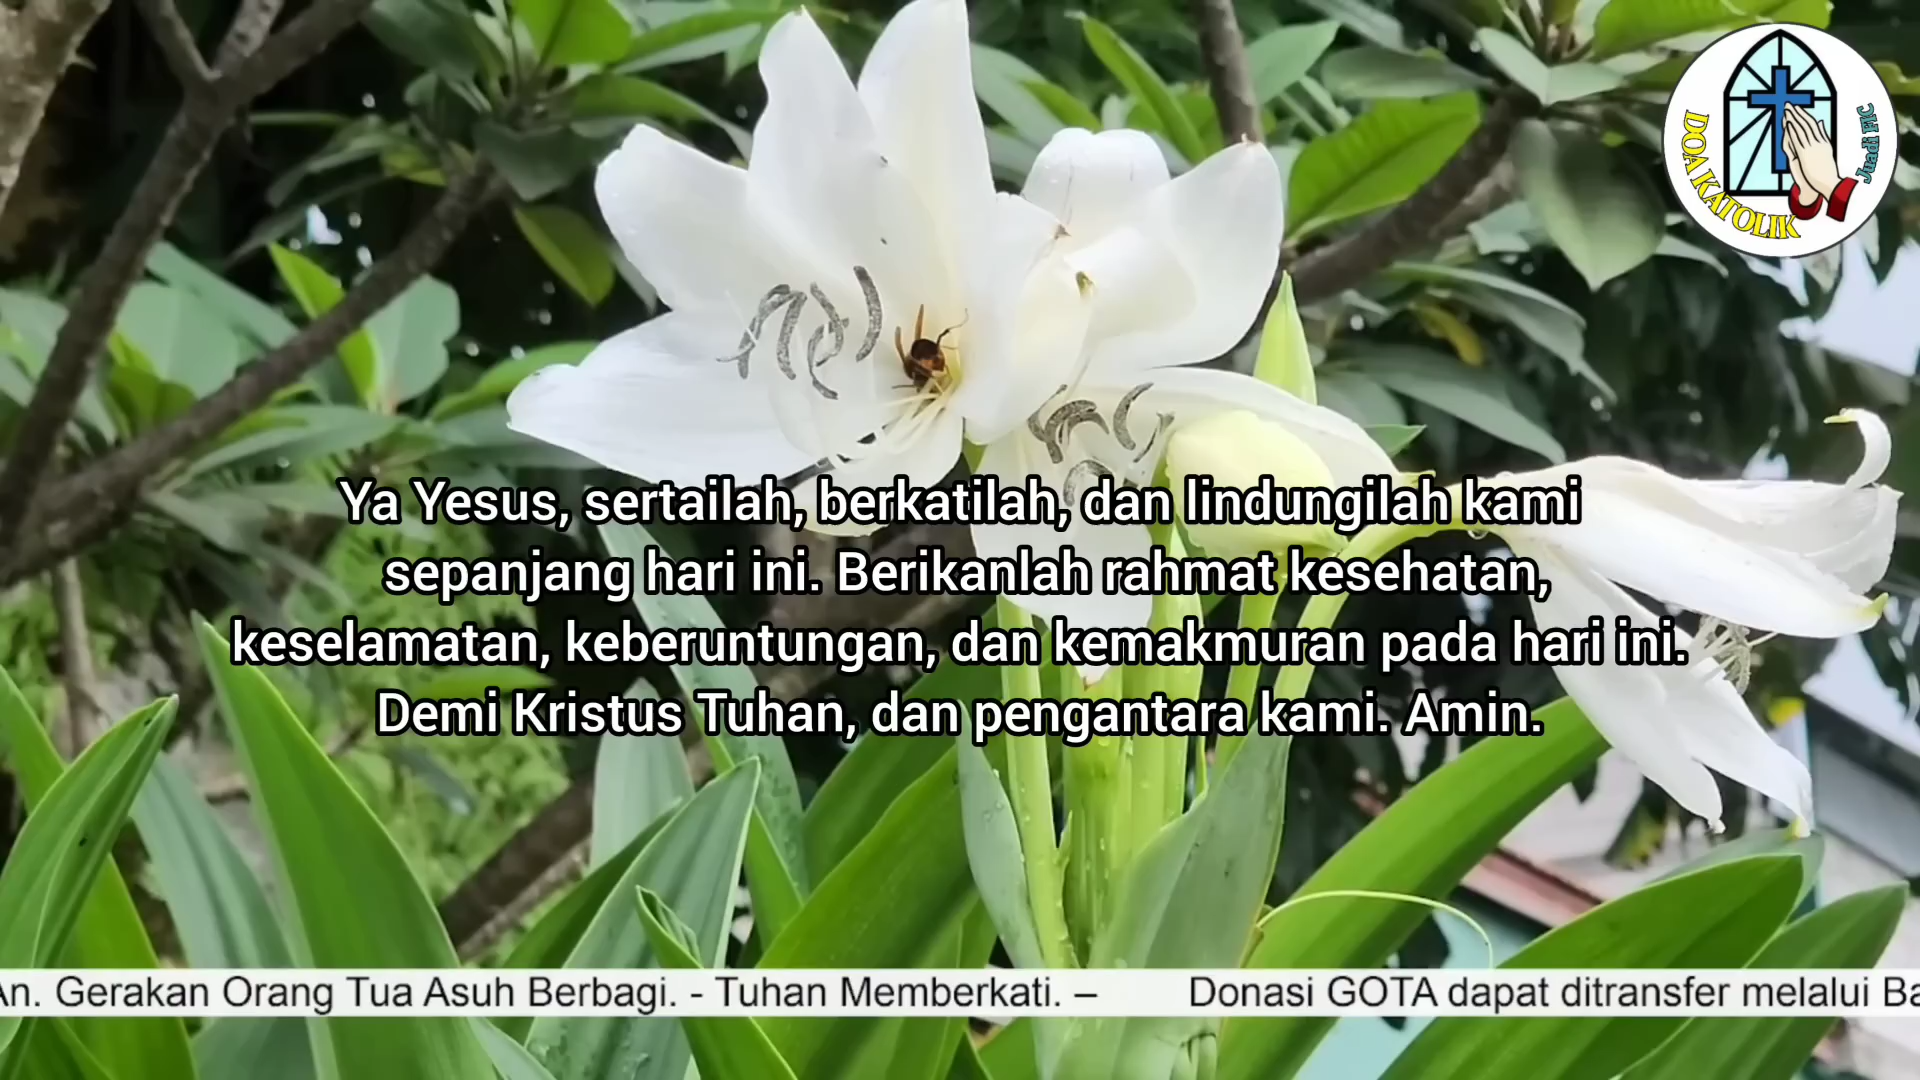 DOA KATOLIK
Juadi FIC
Ya Yesus, sertailah, berkatilah, dan lindungilah kami
sepanjang hari ini. Berikanlah rahmat kesehatan,
keselamatan, keberuntungan, dan kemakmuran pada hari ini.
Demi Kristus Tuhan, dan pengantara kami. Amin.
An. Gerakan Orang Tua Asuh Berbagi. - Tuhan Memberkati. – Donasi GOTA dapat ditransfer melalui